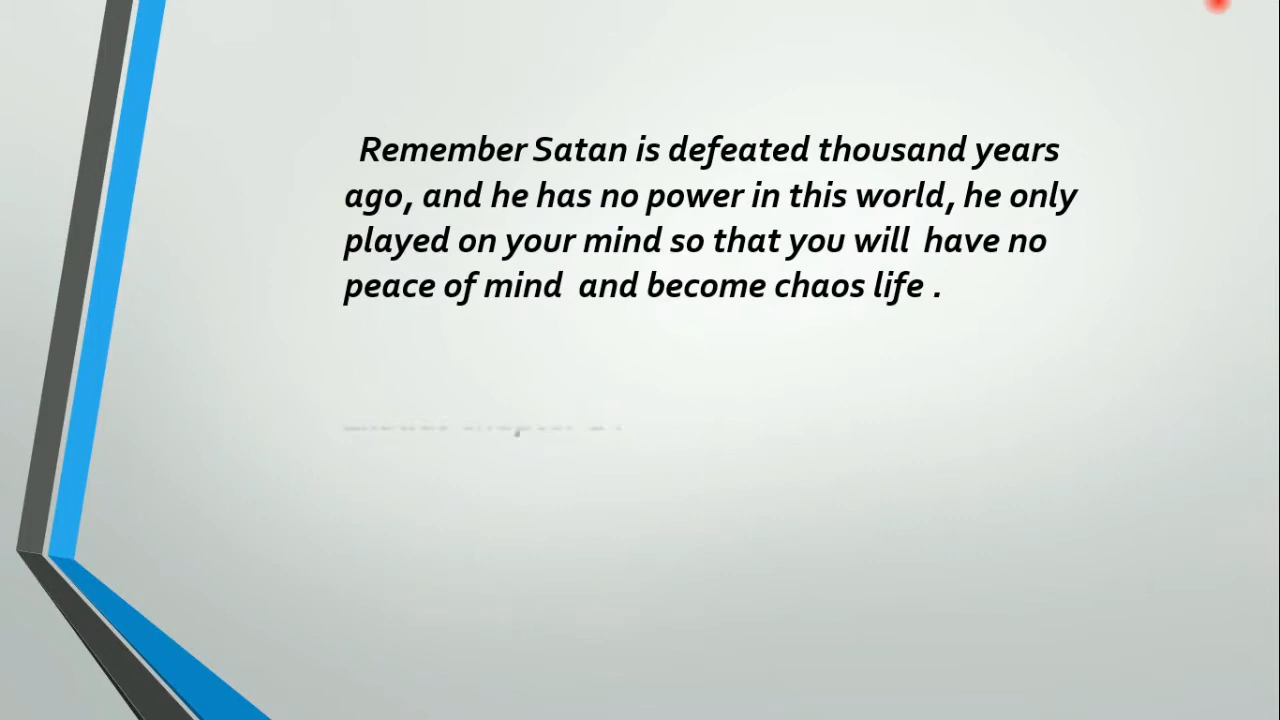 Remember Satan is defeated thousand years
ago, and he has no power in this world, he only
played on your mind so that you will have no
peace of mind and become chaos life .